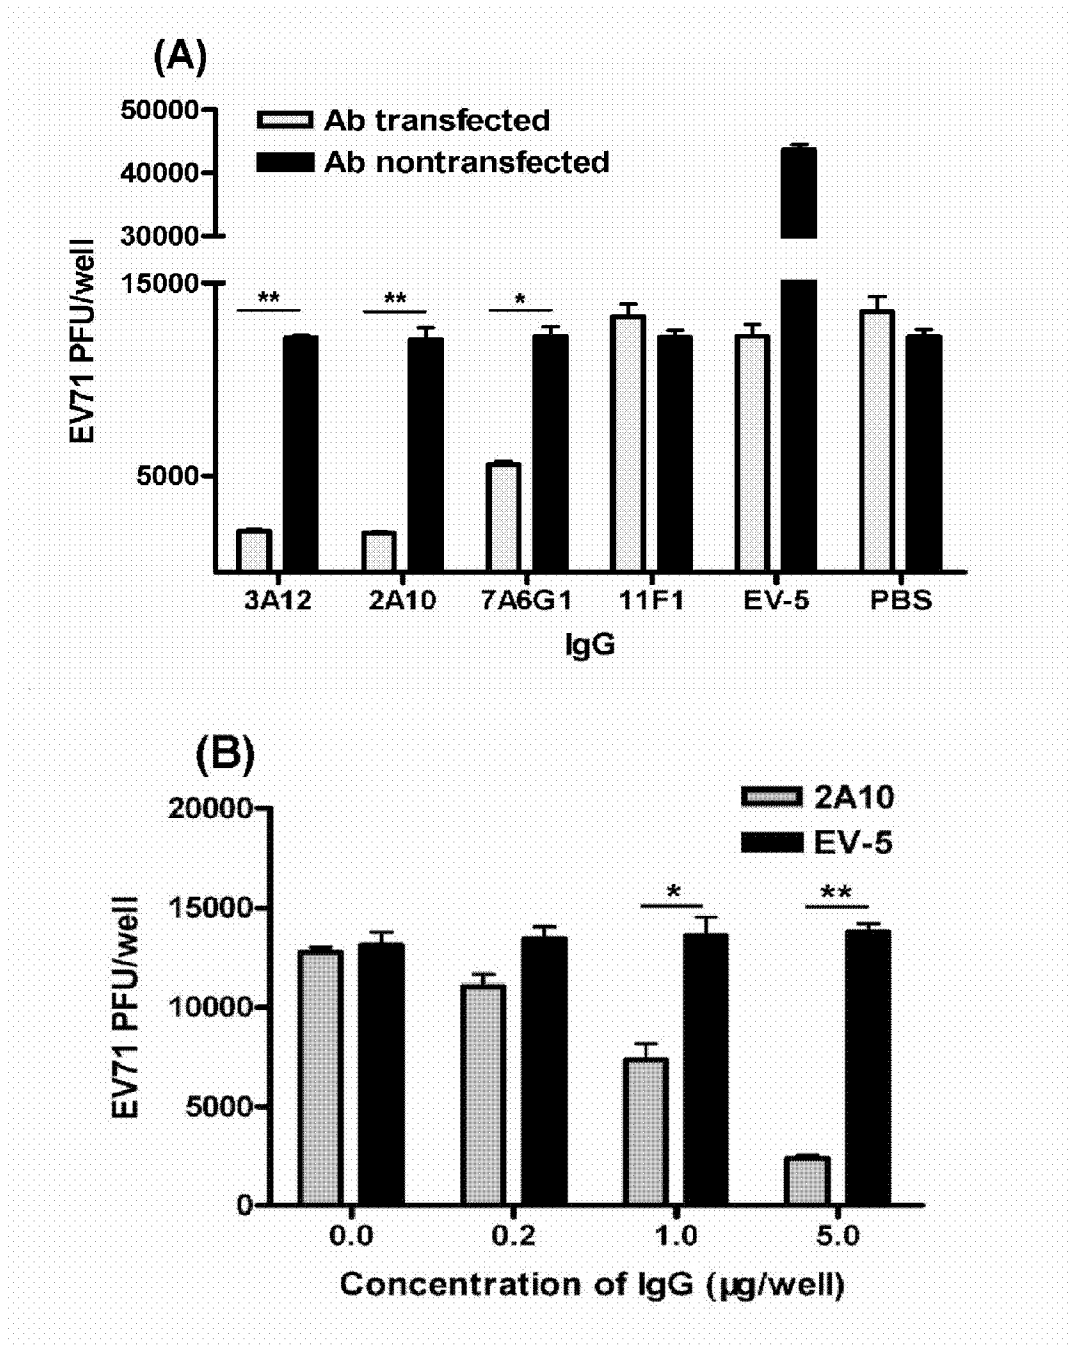 (A)
50000
Ab transfected
Ab nontransfected
40000
30000
15000
5000
EV71 PFU/well
** ** *
3A12 2A10 7A6G1 11F1 EV-5 PBS
IgG
(B)
20000
2A10
EV-5
15000
10000
5000
0
EV71 PFU/well
* **
0.0 0.2 1.0 5.0
Concentration of IgG (µg/well)